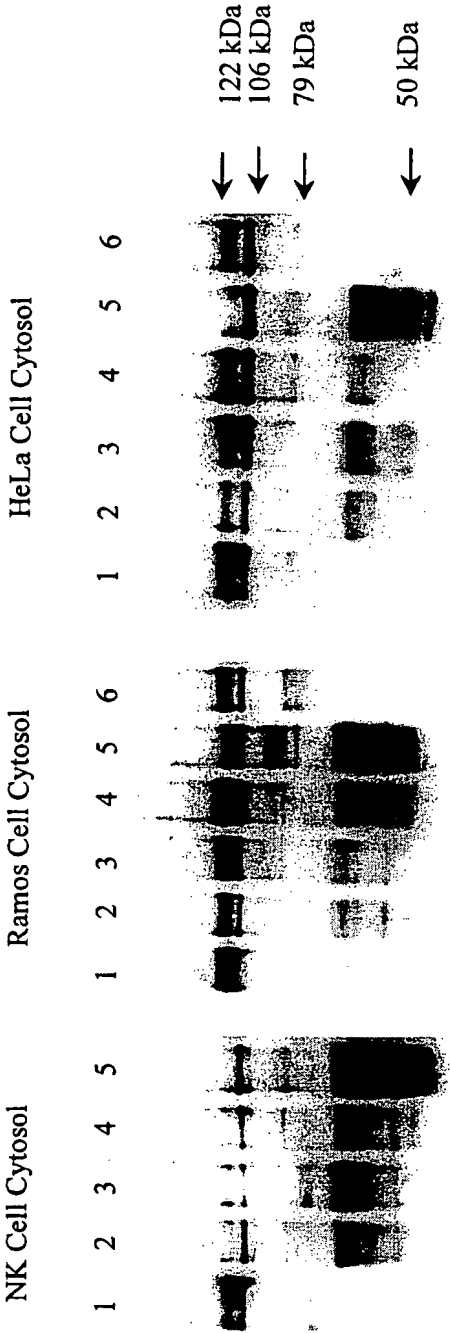 NK Cell Cytosol
1 2 3 4 5
Ramos Cell Cytosol
1 2 3 4 5 6
HeLa Cell Cytosol
1 2 3 4 5 6
122 kDa
106 kDa
79 kDa
50 kDa